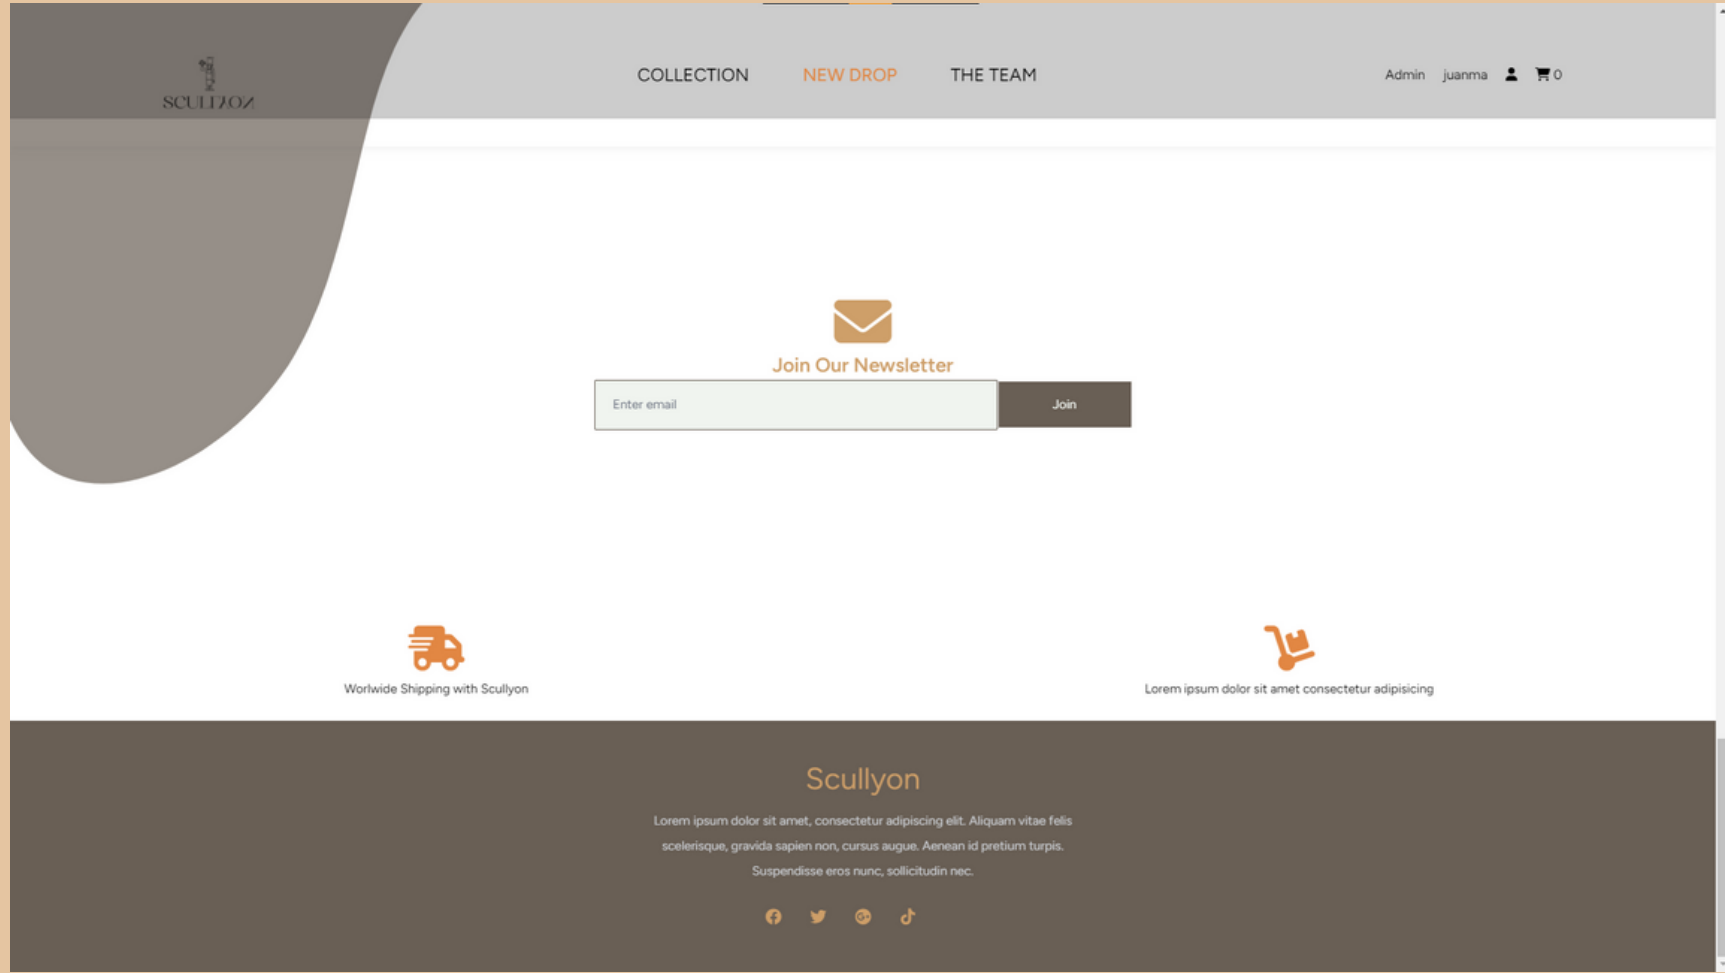 SCULLYON
COLLECTION NEW DROP THE TEAM
Admin juanma 0
Join Our Newsletter
Enter email Join
Worlwide Shipping with Scullyon
Lorem ipsum dolor sit amet consectetur adipisicing
Scullyon
Lorem ipsum dolor sit amet, consectetur adipiscing elit. Aliquam vitae felis
scelerisque, gravida sapien non, cursus augue. Aenean id pretium turpis.
Suspendisse eros nunc, sollicitudin nec.